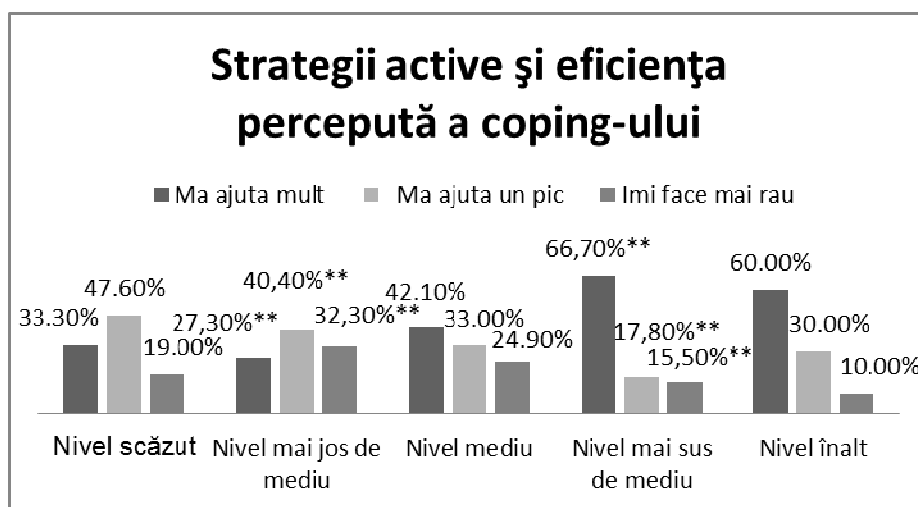 Strategii active şi eficienţa
percepută a coping-ului
Ma ajuta mult Ma ajuta un pic Imi face mai rau
33.30% 47.60% 19.00%
27,30%** 40,40%** 32,30%**
42.10% 33.00% 24.90%
66,70%** 17,80%** 15,50%**
60.00% 30.00% 10.00%
Nivel scăzut
Nivel mai jos de
mediu
Nivel mediu
Nivel mai sus
de mediu
Nivel înalt